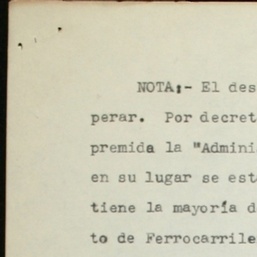 NOTA:- El des
perar. Por decret
premida la "Admini
en su lugar se est
tiene la mayoría d
to de Ferrocarrile